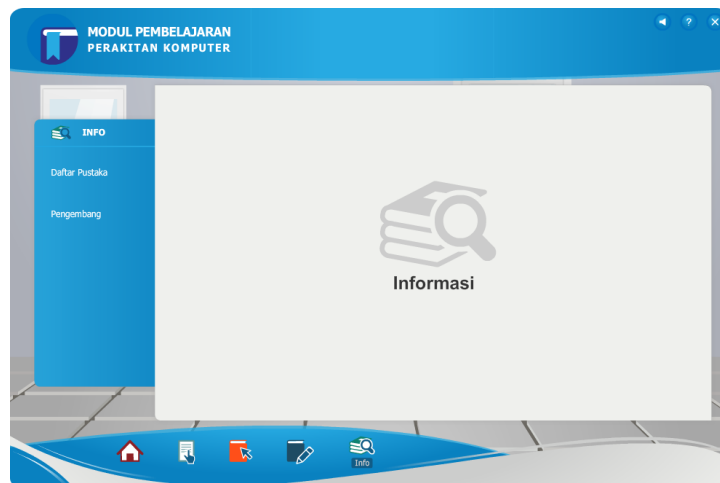 MODUL PEMBELAJARAN
PERAKITAN KOMPUTER
?
INFO
Daftar Pustaka
Pengembang
Informasi
Info